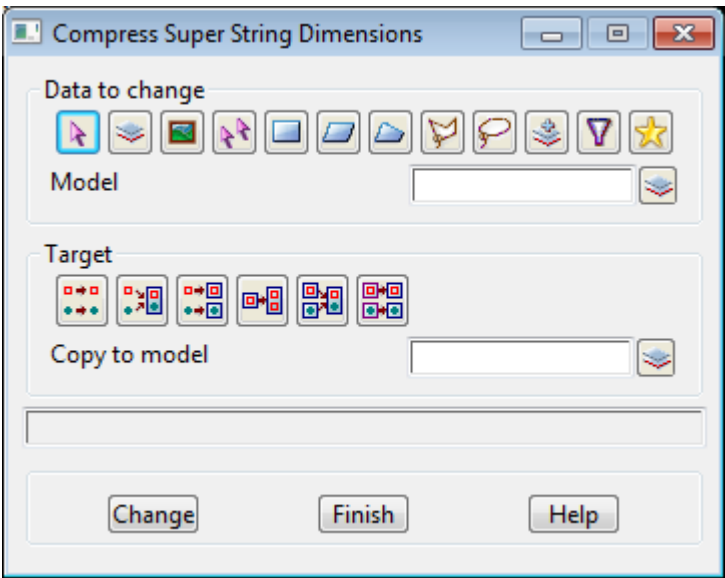 Compress Super String Dimensions
Data to change
Model
Target
Copy to model
Change Finish Help